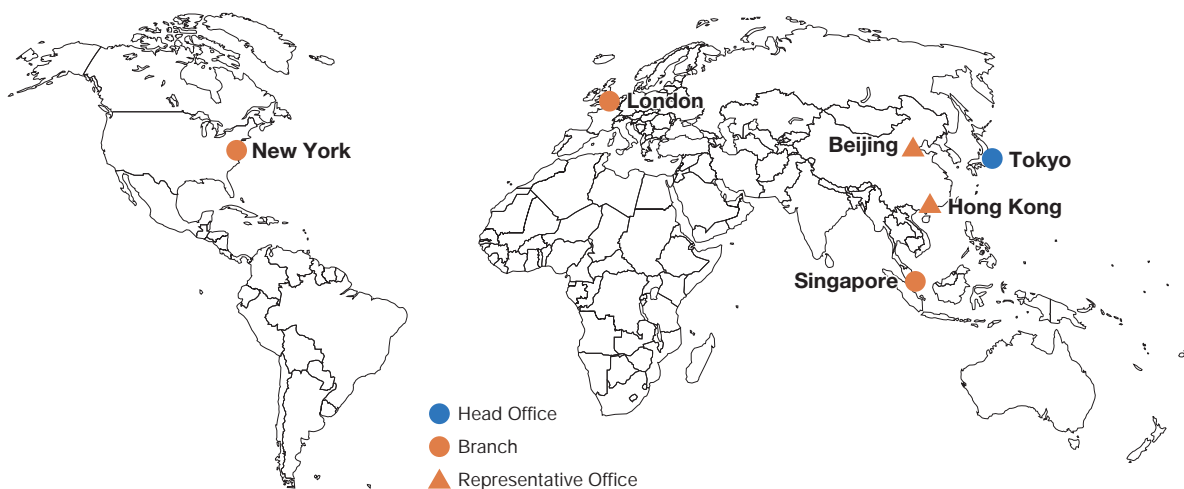 London
New York
Beijing
Tokyo
Hong Kong
Singapore
Head Office
Branch
Representative Office